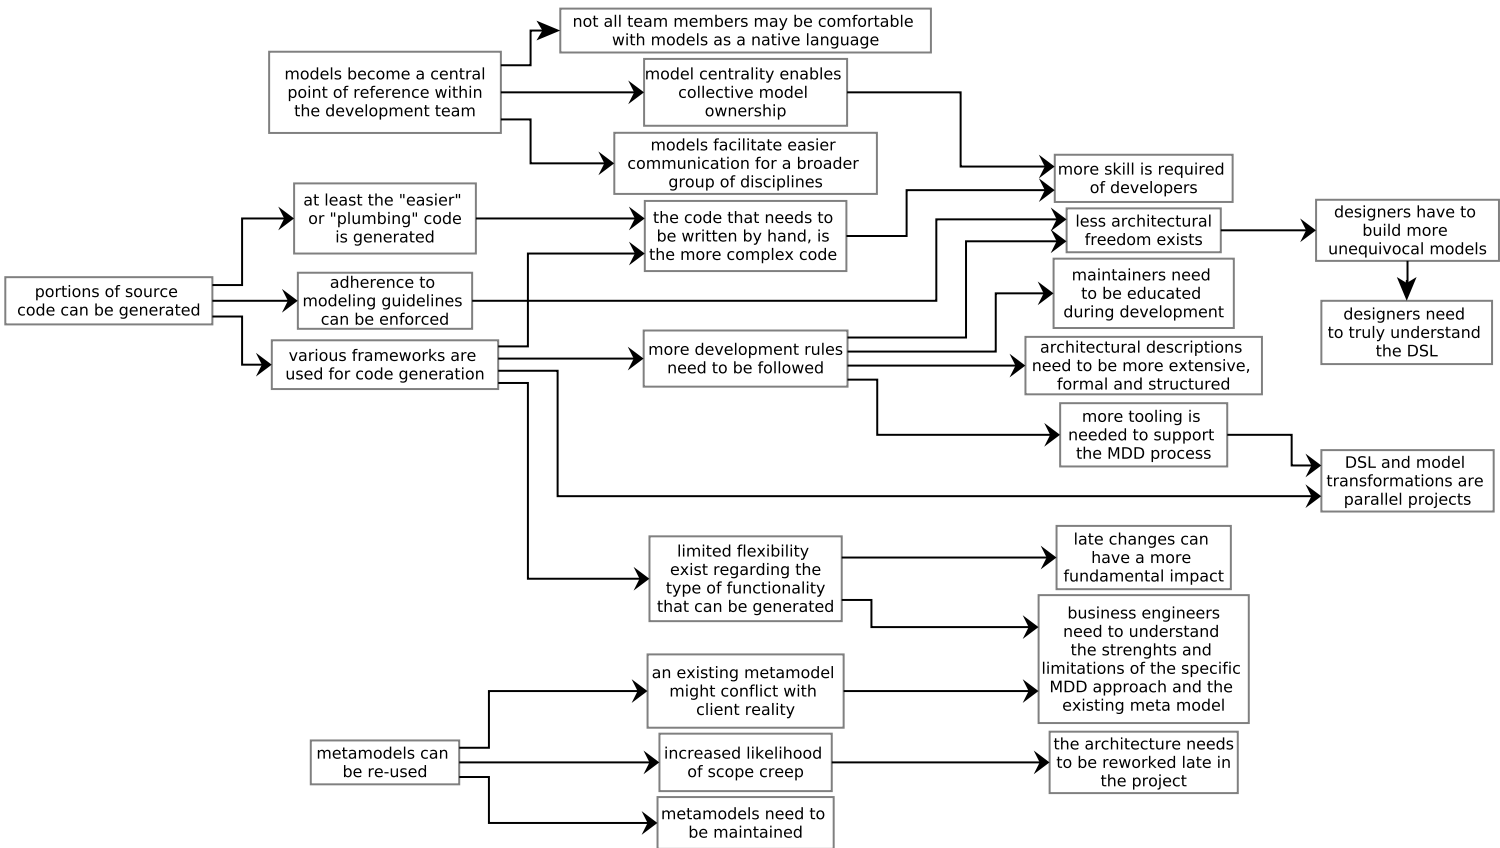 not all team members may be comfortable
with models as a native language
models become a central
point of reference within
the development team
model centrality enables
collective model
ownership
models facilitate easier
communication for a broader
group of disciplines
more skill is required
of developers
at least the "easier"
or "plumbing" code
is generated
the code that needs to
be written by hand, is
the more complex code
less architectural
freedom exists
designers have to
build more
unequivocal models
portions of source
code can be generated
adherence to
modeling guidelines
can be enforced
maintainers need
to be educated
during development
designers need
to truly understand
the DSL
various frameworks are
used for code generation
more development rules
need to be followed
architectural descriptions
need to be more extensive,
formal and structured
more tooling is
needed to support
the MDD process
DSL and model
transformations are
parallel projects
limited flexibility
exist regarding the
type of functionality
that can be generated
late changes can
have a more
fundamental impact
business engineers
need to understand
the strenghts and
limitations of the specific
MDD approach and the
existing meta model
an existing metamodel
might conflict with
client reality
metamodels can
be re-used
increased likelihood
of scope creep
the architecture needs
to be reworked late in
the project
metamodels need to
be maintained